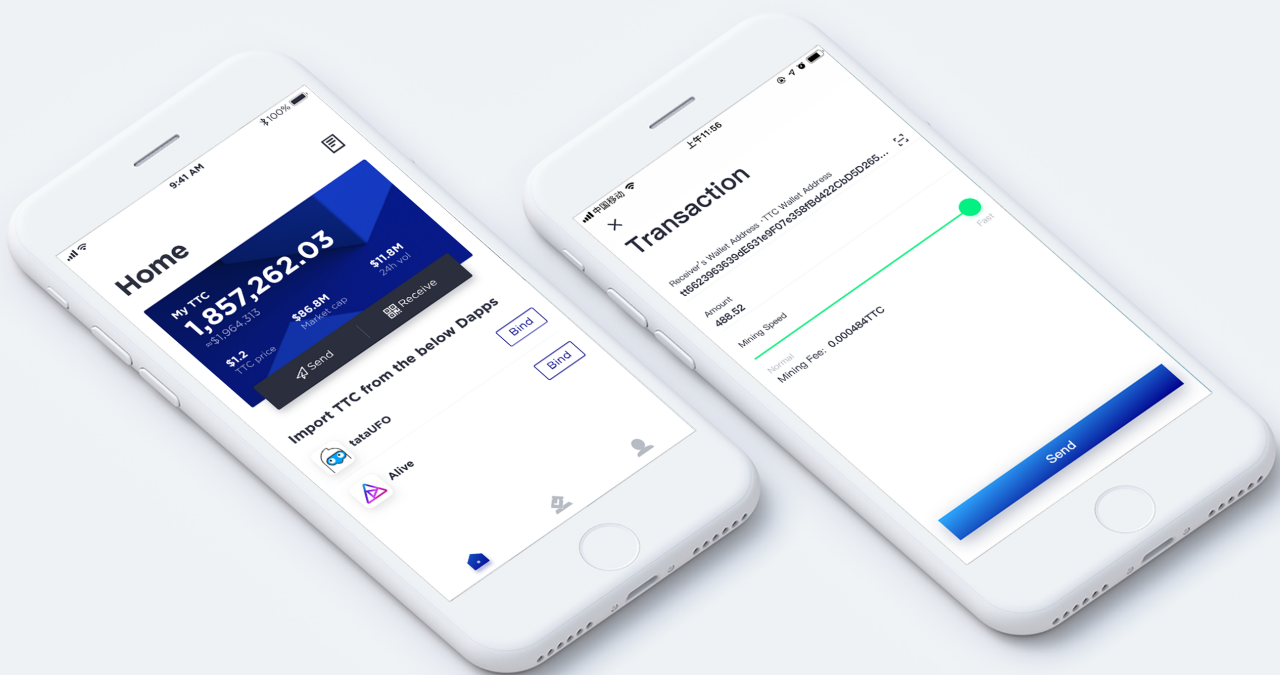 9:41 AM
100%
Home
My TTC
1,857,262.03
≈$1,964,313
$1.2
TTC price
$86.8M
Market cap
$11.8M
24h vol
Send
Receive
Import TTC from the below Dapps
tataUFO
Bind
Alive
Bind
中国移动
上午11:56
Transaction
Receiver's Wallet Address -TTC Wallet Address
tt66239639dE631e9F07e358fBd422CbD5D265...
Amount
488.52
Mining Speed
Normal
Fast
Mining Fee: 0.000484TTC
Send